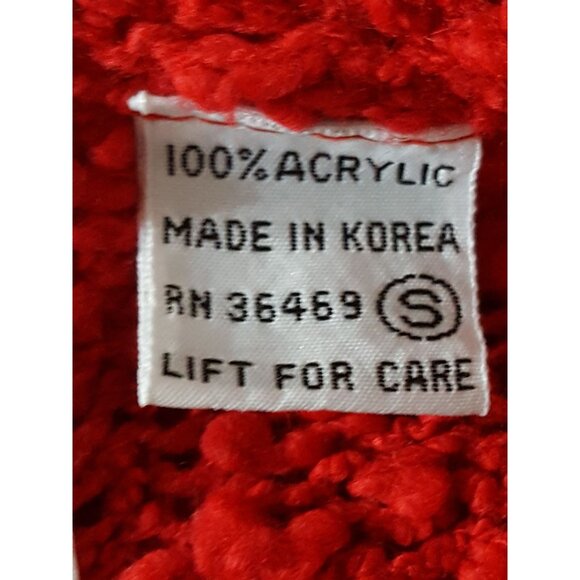 100% ACRYLIC
MADE IN KOREA
RN 36469 S
LIFT FOR CARE